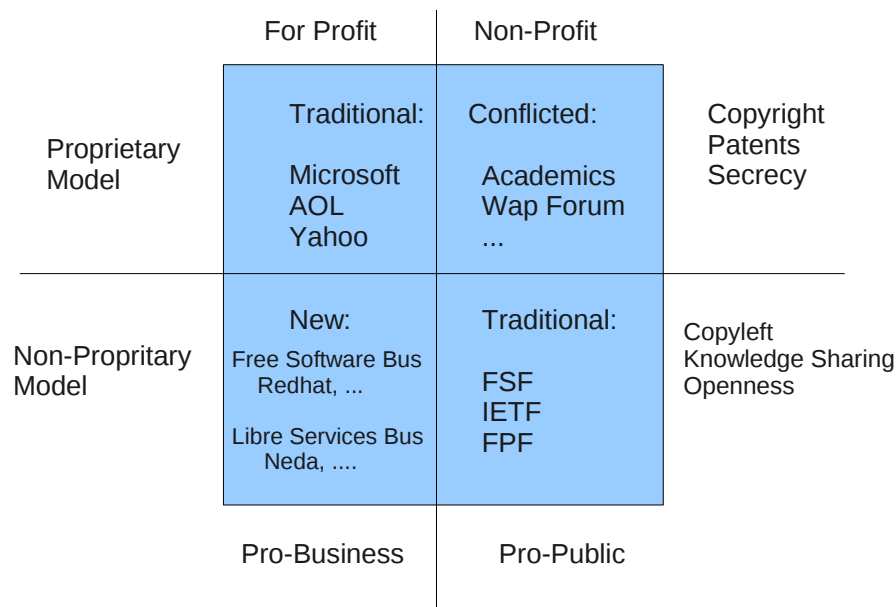 For Profit
Non-Profit
Proprietary
Model
Traditional:
Microsoft
AOL
Yahoo
Conflicted:
Academics
Wap Forum
...
Copyright
Patents
Secrecy
Non-Propritary
Model
New:
Free Software Bus
Redhat, ...
Libre Services Bus
Neda, ....
Traditional:
FSF
IETF
FPF
Copyleft
Knowledge Sharing
Openness
Pro-Business
Pro-Public